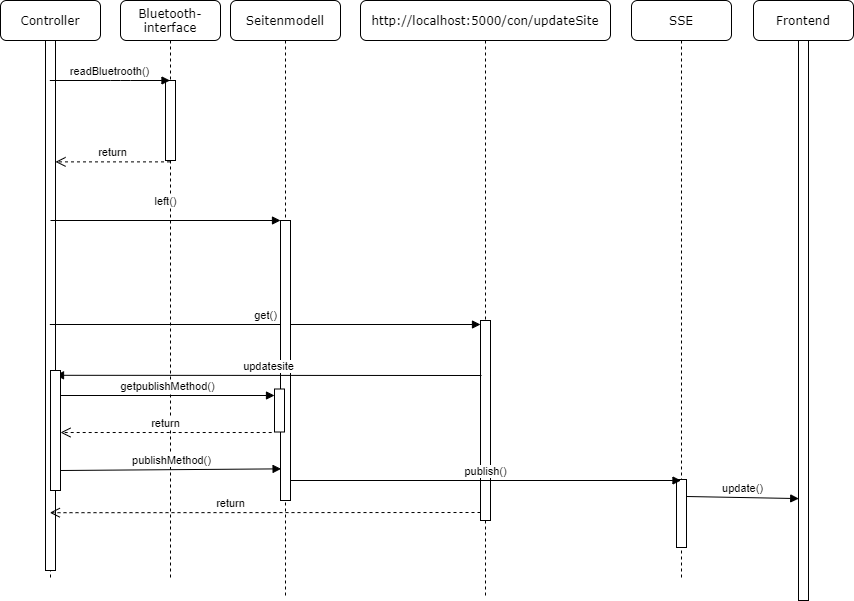 Controller
Bluetooth-
interface
Seitenmodell
http://localhost:5000/con/updateSite
SSE
Frontend
readBluetrooth()
return
left()
get()
updatesite
getpublishMethod()
return
publishMethod()
publish()
update()
return